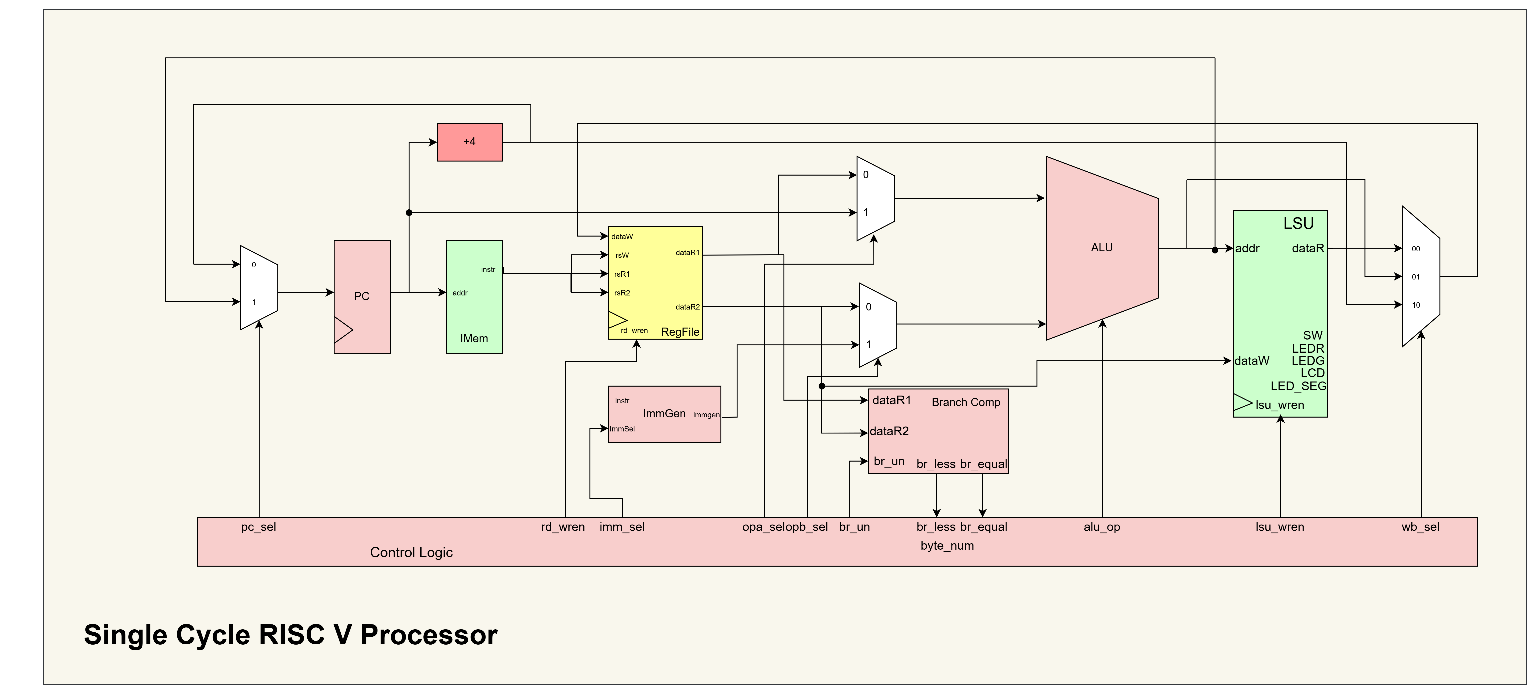 +4
0
1
PC
instr
addr
IMem
dataW
rsW
rsR1
rsR2
rd_wren
dataR1
dataR2
RegFile
instr
ImmGen
Immgen
ImmSel
0
1
0
1
dataR1
Branch Comp
dataR2
br_un
br_less
br_equal
ALU
LSU
addr
dataR
SW
LEDR
dataW
LEDG
LCD
LED_SEG
lsu_wren
00
01
10
pc_sel
rd_wren
imm_sel
opa_sel
opb_sel
br_un
br_less
br_equal
alu_op
lsu_wren
wb_sel
byte_num
Control Logic
Single Cycle RISC V Processor